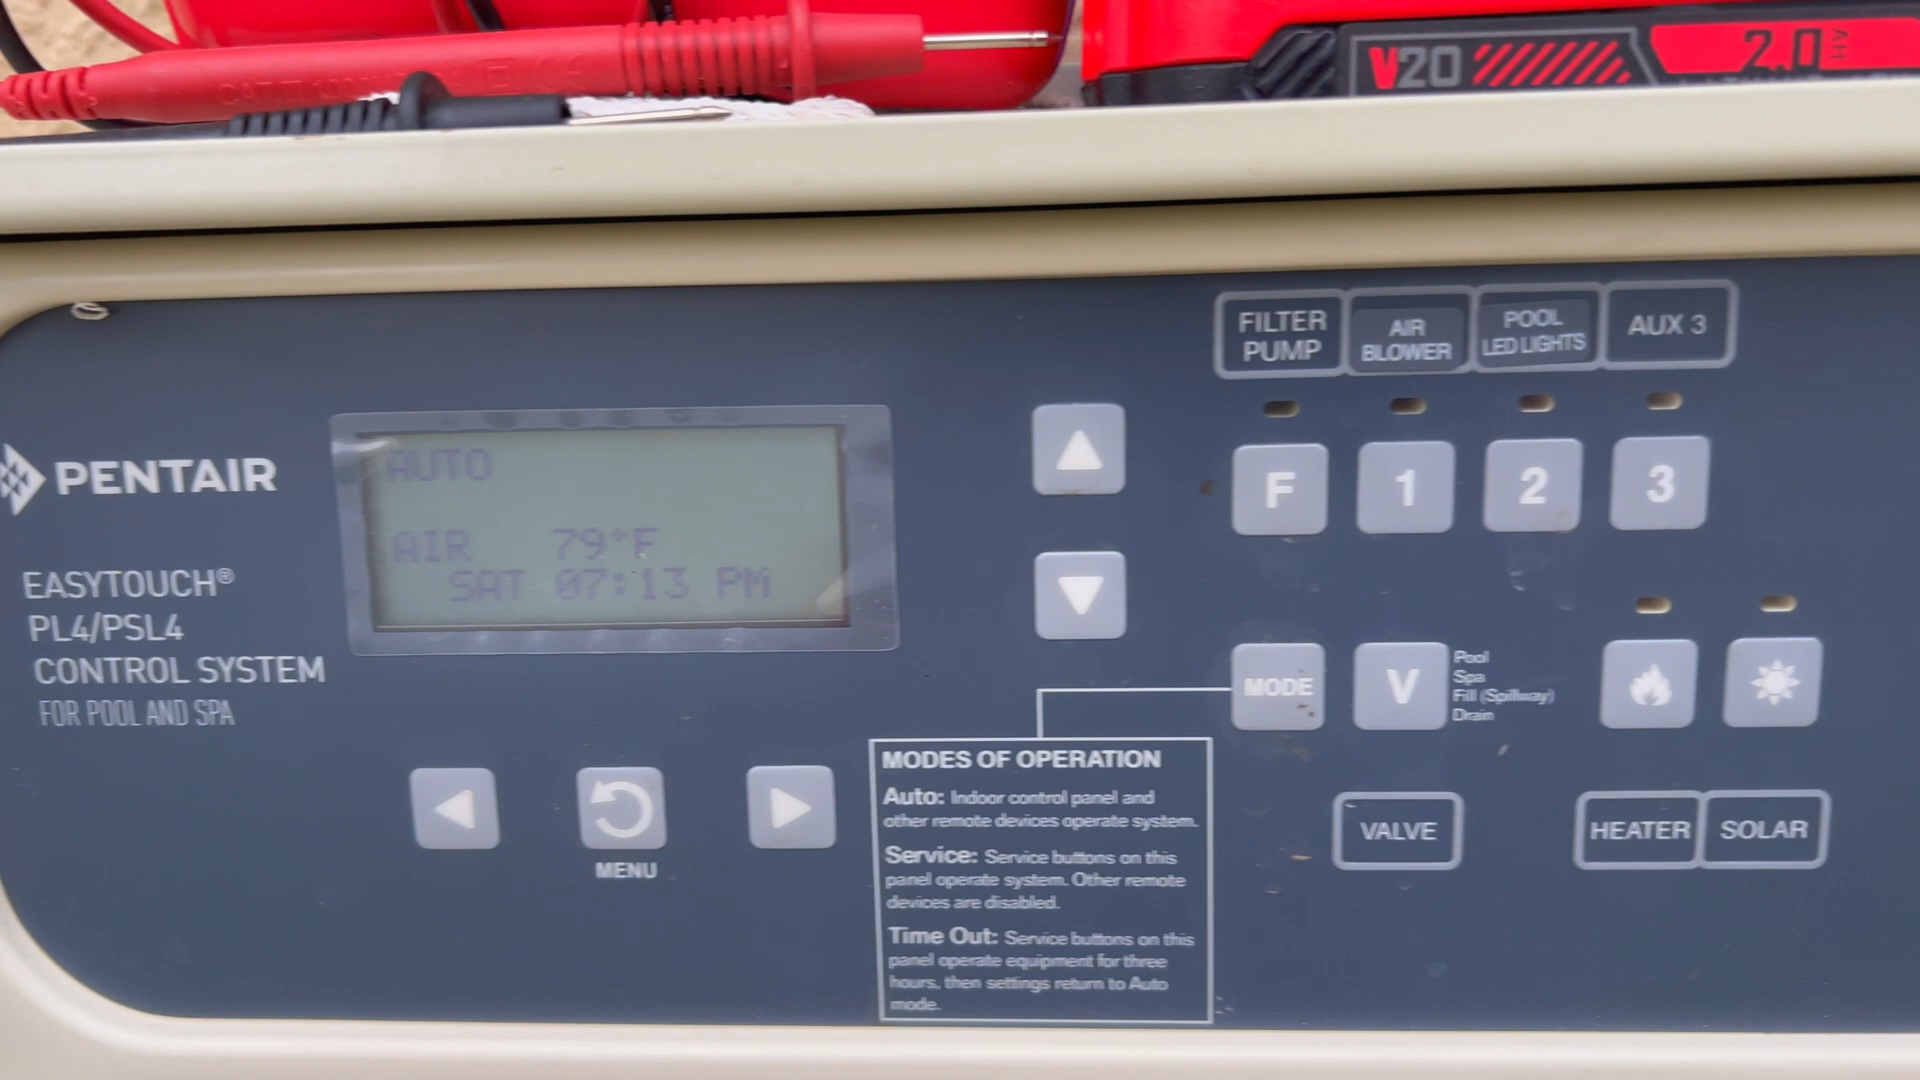 V20
2.0 AH
FILTER
PUMP
AIR
BLOWER
POOL
LED LIGHTS
AUX 3
AUTO
AIR 79°F
SAT 07:13 PM
PENTAIR
EASYTOUCH®
PL4/PSL4
CONTROL SYSTEM
FOR POOL AND SPA
F
1
2
3
MODE
V
Pool
Spa
Fill (Spillway)
Drain
MENU
MODES OF OPERATION
Auto: Indoor control panel and
other remote devices operate system.
Service: Service buttons on this
panel operate system. Other remote
devices are disabled.
Time Out: Service buttons on this
panel operate equipment for three
hours, then settings return to Auto
mode.
VALVE
HEATER
SOLAR